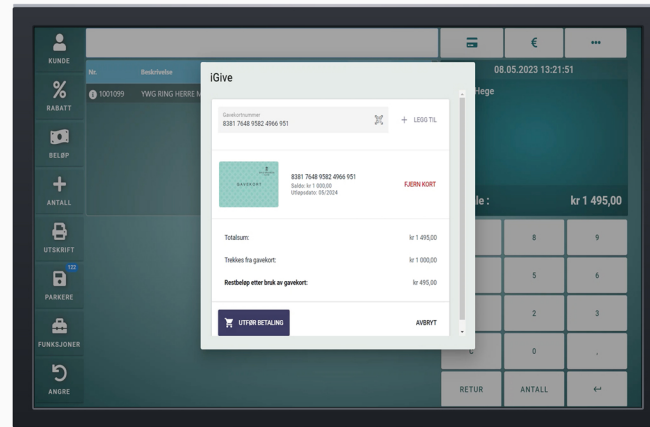 KUNDE
RABATT
BELØP
ANTALL
UTSKRIFT
122
PARKERE
FUNKSJONER
ANGRE
Nr. Beskrivelse
1001099 YWG RING HERRE M
€
08.05.2023 13:21:51
Hege
le :
kr 1 495,00
iGive
Gavekortnummer
8381 7648 9582 4966 951
+ LEGG TIL
GAVEKORT
8381 7648 9582 4966 951
Saldo: kr 1 000,00
Utløpsdato: 05/2024
FJERN KORT
Totalsum: kr 1 495,00
Trekkes fra gavekort: kr 1 000,00
Restbeløp etter bruk av gavekort: kr 495,00
UTFØR BETALING
AVBRYT
8 9
5 6
2 3
C 0 .
RETUR ANTALL